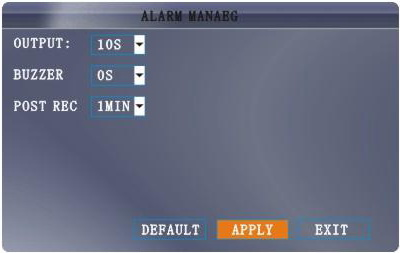 ALARM MANAEG
OUTPUT: 10S
BUZZER 0S
POST REC 1MIN
DEFAULT APPLY EXIT